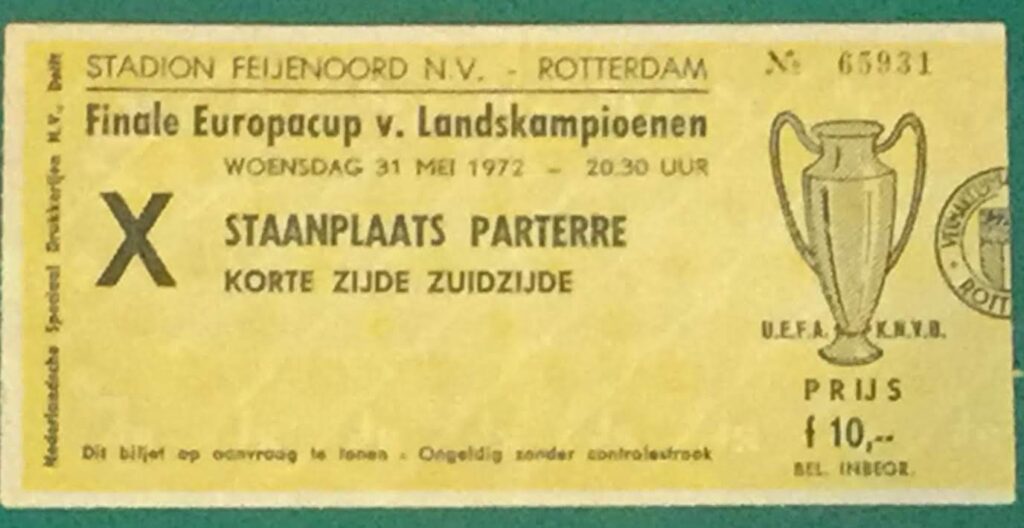 STADION FEIJENOORD N.V. - ROTTERDAM
Nº 65931
Finale Europacup v. Landskampioenen
WOENSDAG 31 MEI 1972 - 20.30 UUR
X
STAANPLAATS PARTERRE
KORTE ZIJDE ZUIDZIJDE
U.E.F.A. K.N.V.B.
PRIJS
f 10,--
BEL. INBEGR.
Dit biljet op aanvraag te tonen - Ongeldig zonder controlestrook
Nederlandsche Speciaal Drukkerijen N.V., Delft